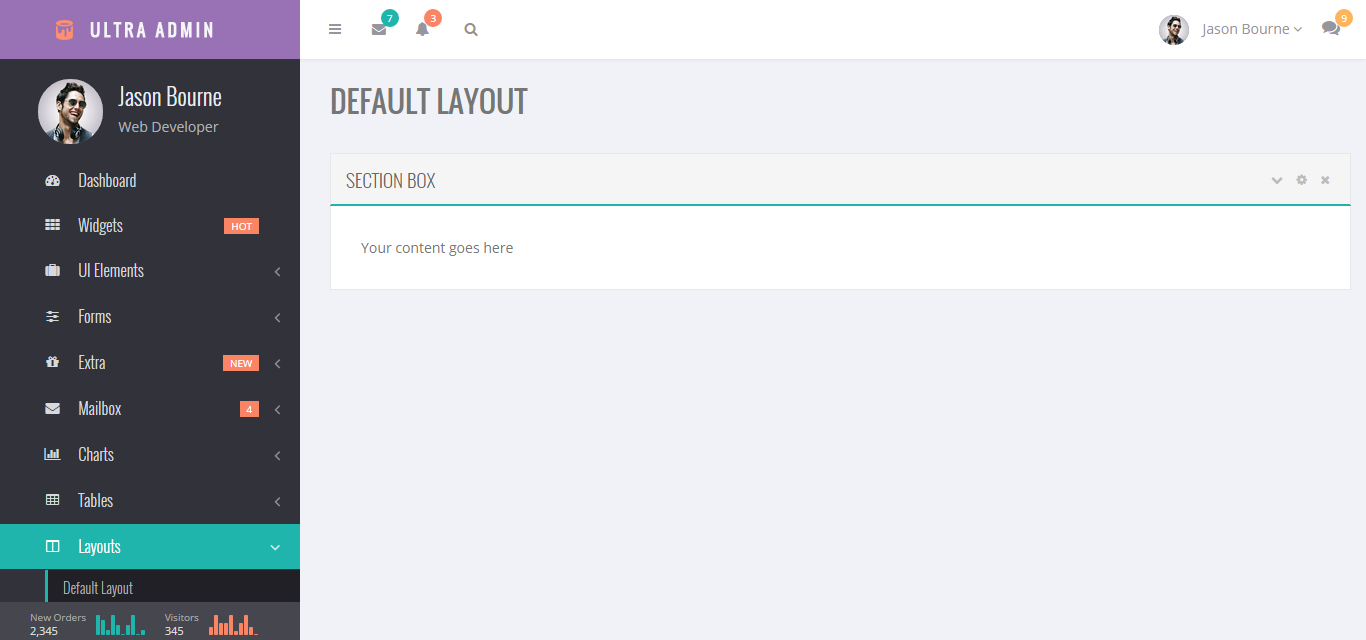 ULTRA ADMIN
7
3
Jason Bourne
9
Jason Bourne
Web Developer
Dashboard
Widgets HOT
UI Elements
Forms
Extra NEW
Mailbox 4
Charts
Tables
Layouts
Default Layout
New Orders
2,345
Visitors
345
DEFAULT LAYOUT
SECTION BOX
Your content goes here